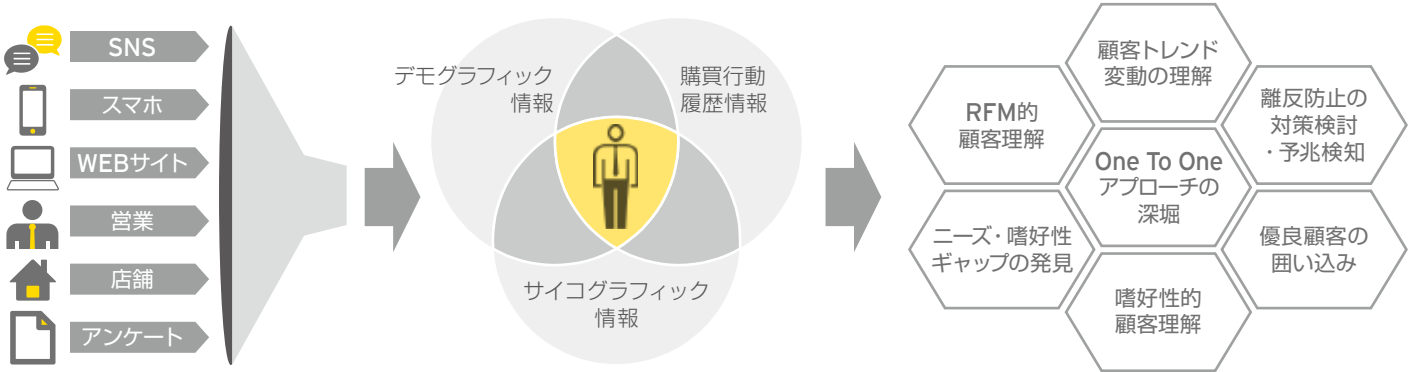 SNS
スマホ
WEBサイト
営業
店舗
アンケート
デモグラフィック
情報
購買行動
履歴情報
サイコグラフィック
情報
顧客トレンド
変動の理解
RFM的
顧客理解
離反防止の
対策検討
・予兆検知
One To One
アプローチの
深堀
ニーズ・嗜好性
ギャップの発見
優良顧客の
囲い込み
嗜好性的
顧客理解